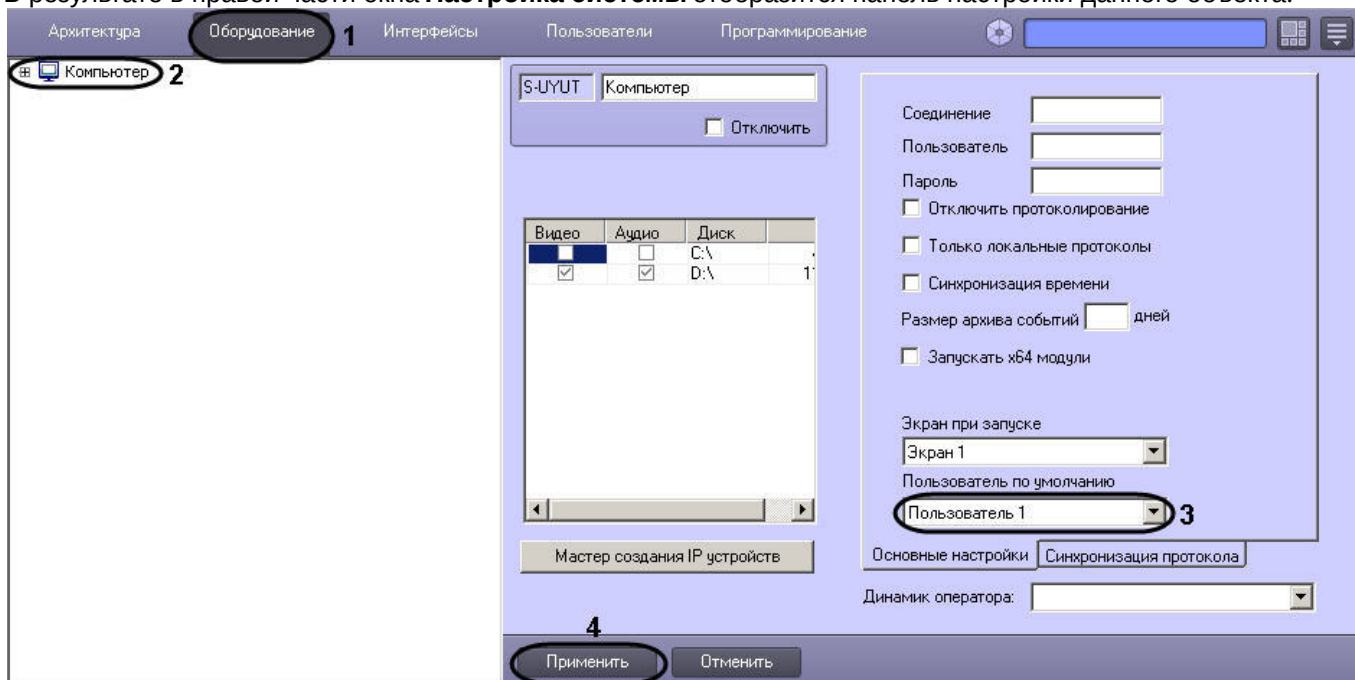 В результате в правой части окна Настройка системы отобразится панель настройки данного объекта.
Архитектура Оборудование 1 Интерфейсы Пользователи Программирование
Компьютер 2
S-UYUT Компьютер
Отключить
Видео Аудио Диск
C:\
D:\ 1
Мастер создания IP устройств
Соединение
Пользователь
Пароль
Отключить протоколирование
Только локальные протоколы
Синхронизация времени
Размер архива событий дней
Запускать x64 модули
Экран при запуске
Экран 1
Пользователь по умолчанию
Пользователь 1 3
Основные настройки Синхронизация протокола
Динамик оператора:
4
Применить Отменить